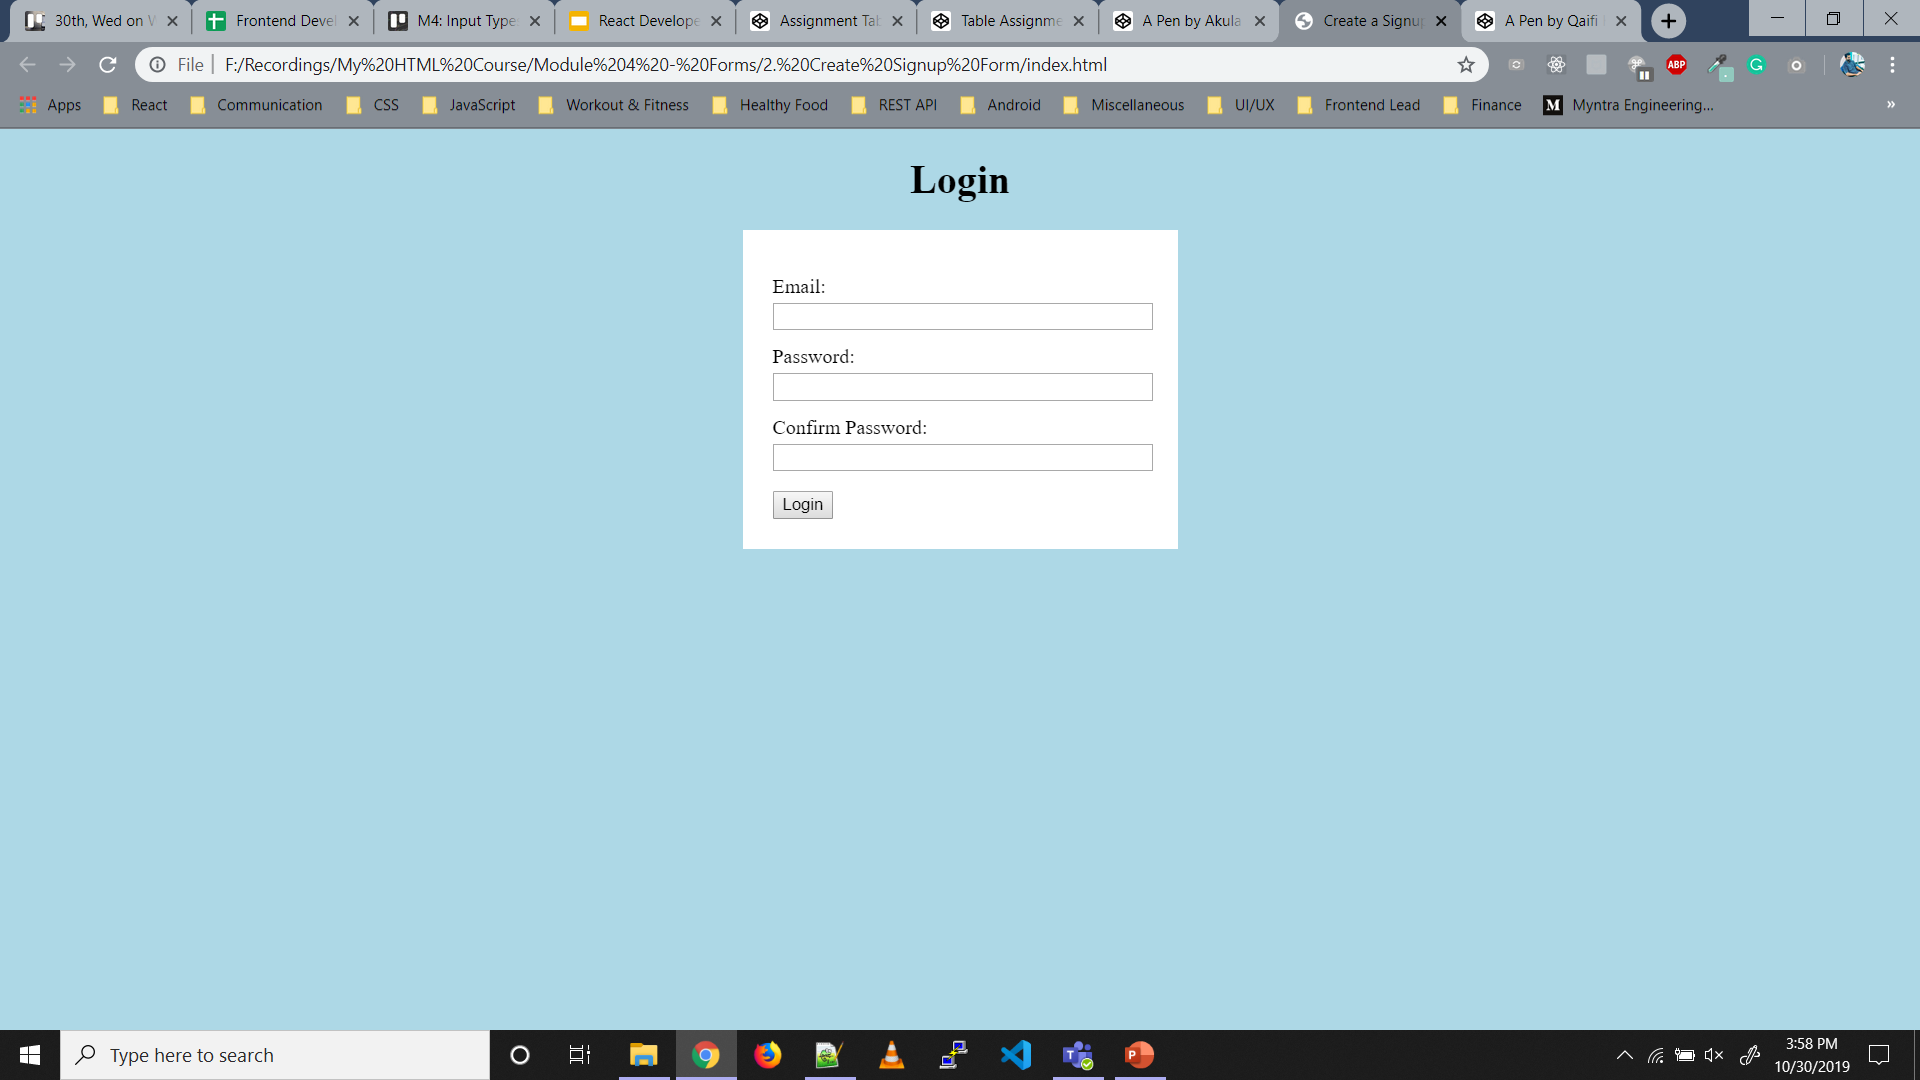 30th, Wed on
Frontend Devel
M4: Input Type
React Develope
Assignment Tab
Table Assignme
A Pen by Akula
Create a Signup
A Pen by Qaifi
File
F:/Recordings/My%20HTML%20Course/Module%204%20-%20Forms/2.%20Create%20Signup%20Form/index.html
ABP
Apps
React
Communication
CSS
JavaScript
Workout & Fitness
Healthy Food
REST API
Android
Miscellaneous
UI/UX
Frontend Lead
Finance
M
Myntra Engineering...
»
Login
Email:
Password:
Confirm Password:
Login
Type here to search
3:58 PM
10/30/2019